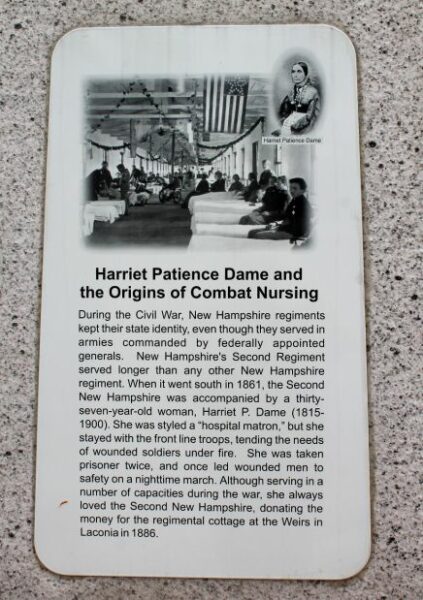 Harriet Patience Dame
Harriet Patience Dame and
the Origins of Combat Nursing
During the Civil War, New Hampshire regiments
kept their state identity, even though they served in
armies commanded by federally appointed
generals. New Hampshire's Second Regiment
served longer than any other New Hampshire
regiment. When it went south in 1861, the Second
New Hampshire was accompanied by a thirty-
seven-year-old woman, Harriet P. Dame (1815-
1900). She was styled a "hospital matron," but she
stayed with the front line troops, tending the needs
of wounded soldiers under fire. She was taken
prisoner twice, and once led wounded men to
safety on a nighttime march. Although serving in a
number of capacities during the war, she always
loved the Second New Hampshire, donating the
money for the regimental cottage at the Weirs in
Laconia in 1886.